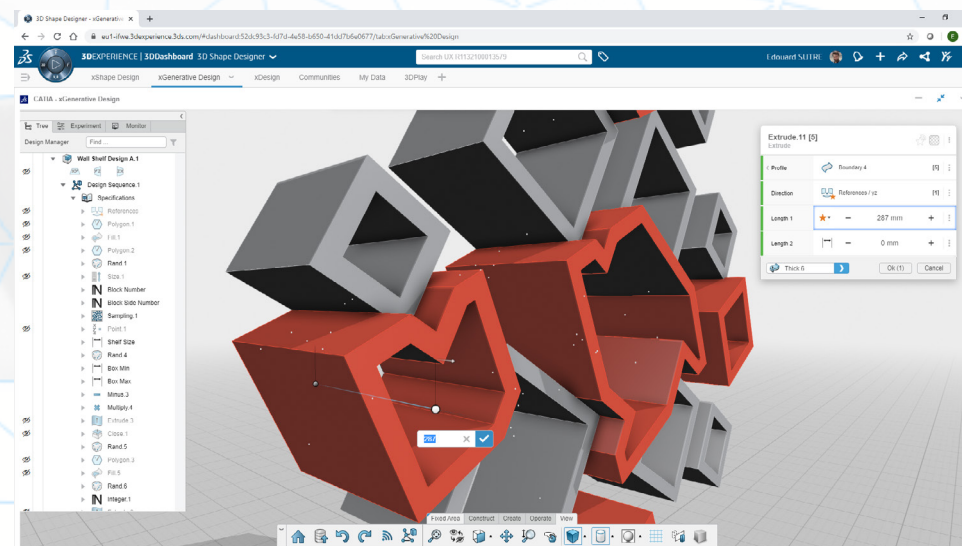 3D Shape Designer - xGenerative
eu1-ifwe.3dexperience.3ds.com/#dashboard:52dc93c3-fd7d-4e58-b650-41dd7b6e0677/tab:xGenerative%20Design
3DEXPERIENCE | 3DDashboard 3D Shape Designer
Search UX R1132100013579
Edouard SUTRE
xShape Design xGenerative Design xDesign Communities My Data 3DPlay
CATIA - xGenerative Design
Tree Experiment Monitor
Design Manager Find ...
Wall Shelf Design A.1
Design Sequence.1
Specifications
References
Polygon.1
Fill.1
Polygon.2
Rand.1
Size.1
Block Number
Block Side Number
Sampling.1
Point.1
Shelf Size
Rand.4
Box Min
Box Max
Minus.3
Multiply.4
Extrude.3
Close.1
Rand.5
Polygon.3
Fill.5
Rand.6
Integer.1
Extrude.11 [5]
Extrude
Profile Boundary.4 [5]
Direction References / yz [1]
Length 1 287 mm
Length 2 0 mm
Thick.6 Ok (1) Cancel
287
Fixed Area Construct Create Operate View